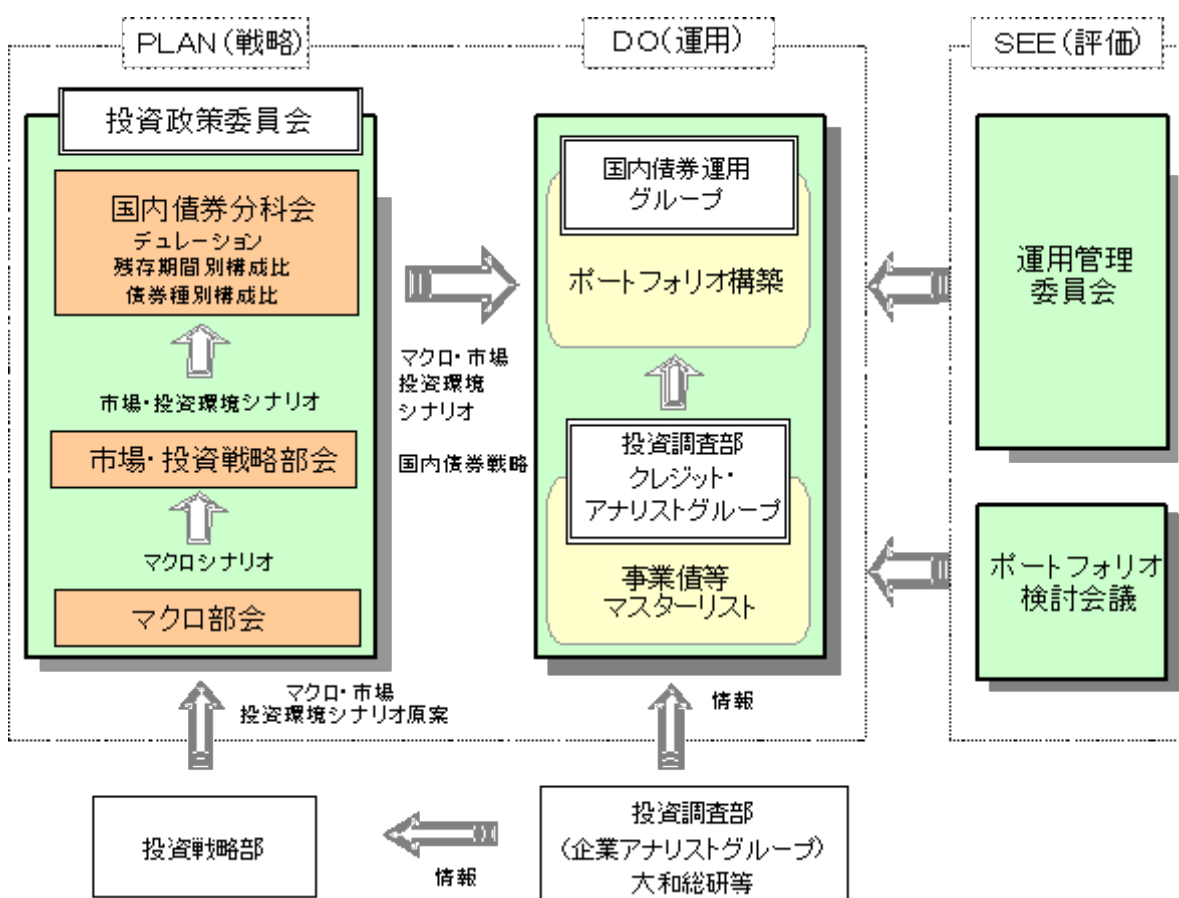 PLAN(戦略)
DO(運用)
SEE(評価)
投資政策委員会
国内債券分科会
デュレーション
残存期間別構成比
債券種別構成比
市場・投資環境シナリオ
市場・投資戦略部会
マクロシナリオ
マクロ部会
マクロ・市場
投資環境
シナリオ
国内債券戦略
国内債券運用
グループ
ポートフォリオ構築
投資調査部
クレジット・
アナリストグループ
事業債等
マスターリスト
運用管理
委員会
ポートフォリオ
検討会議
マクロ・市場
投資環境シナリオ原案
情報
投資戦略部
情報
投資調査部
(企業アナリストグループ)
大和総研等